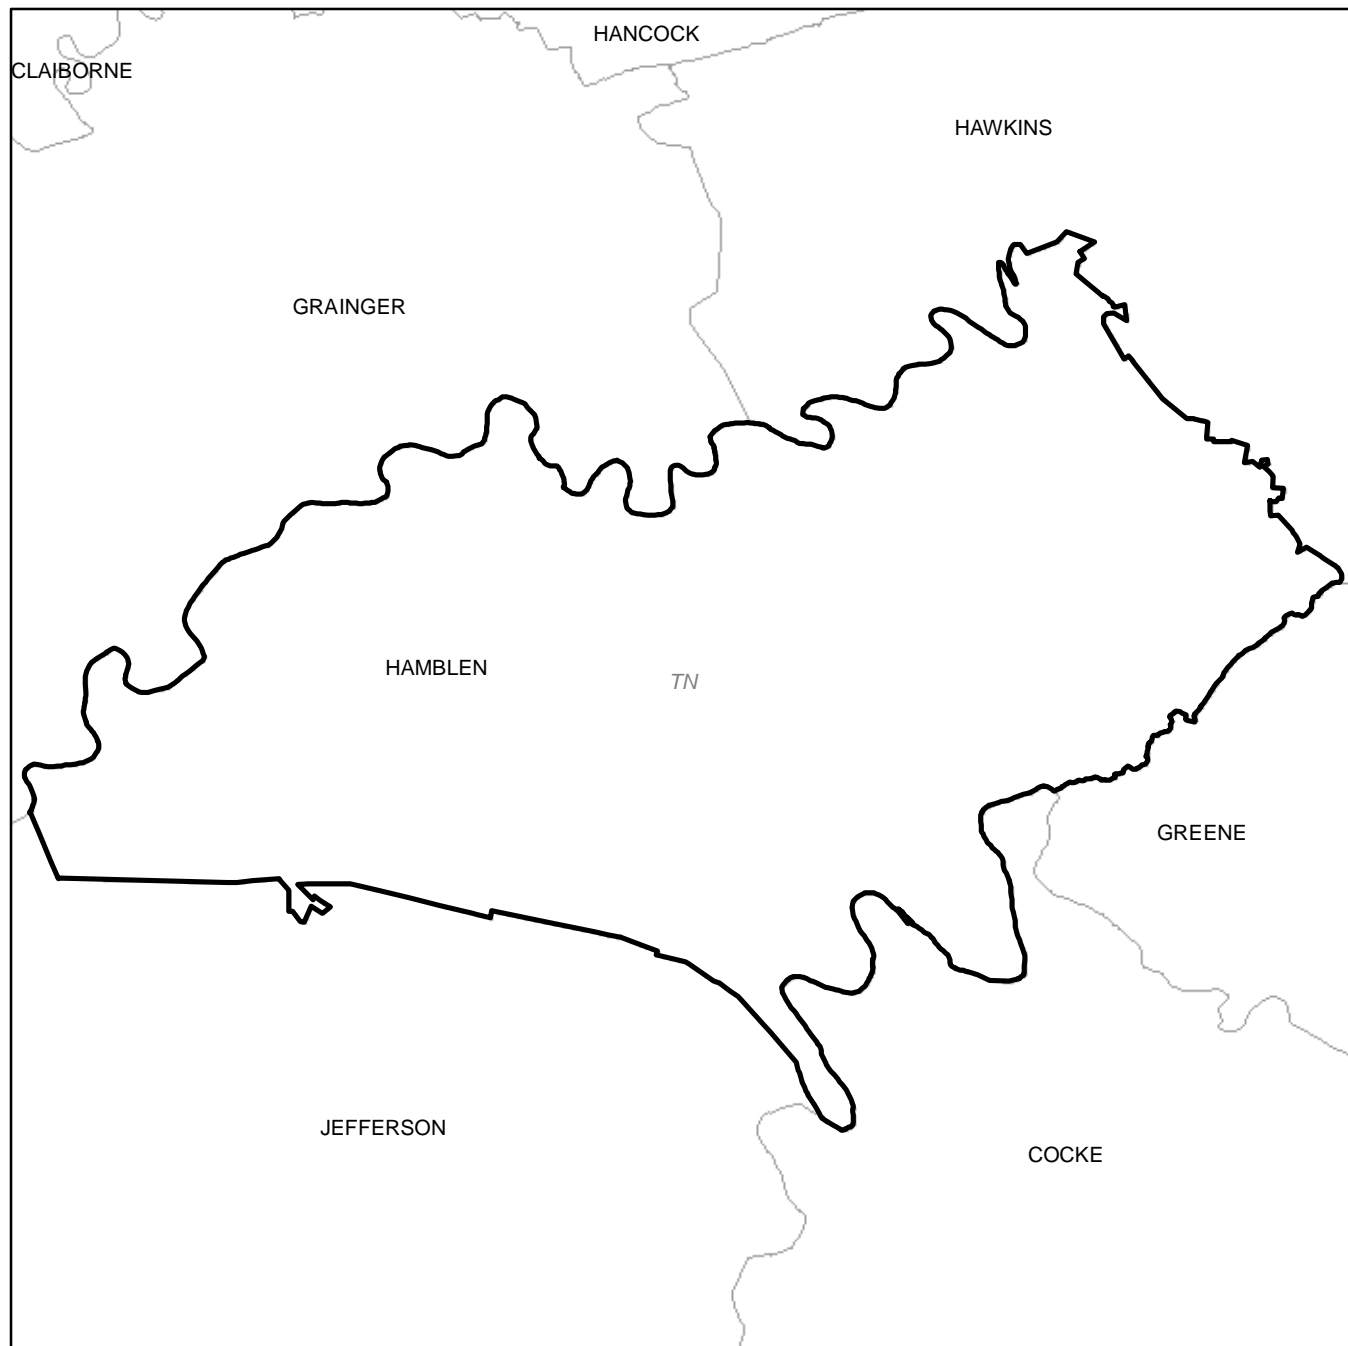 HANCOCK
CLAIBORNE
HAWKINS
GRAINGER
HAMBLEN
TN
GREENE
JEFFERSON
COCKE